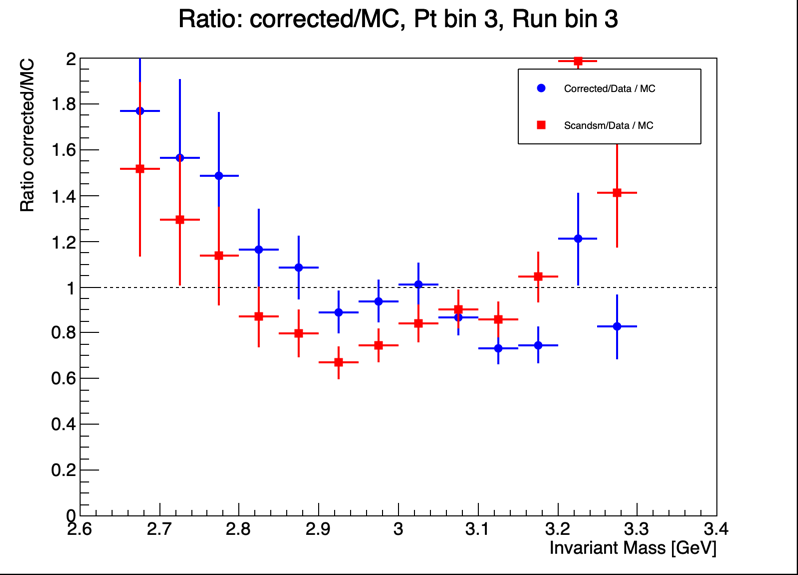 Ratio: corrected/MC, Pt bin 3, Run bin 3
Ratio corrected/MC
2
1.8
1.6
1.4
1.2
1
0.8
0.6
0.4
0.2
0
Corrected/Data / MC
Scandsm/Data / MC
2.6 2.7 2.8 2.9 3 3.1 3.2 3.3 3.4
Invariant Mass [GeV]